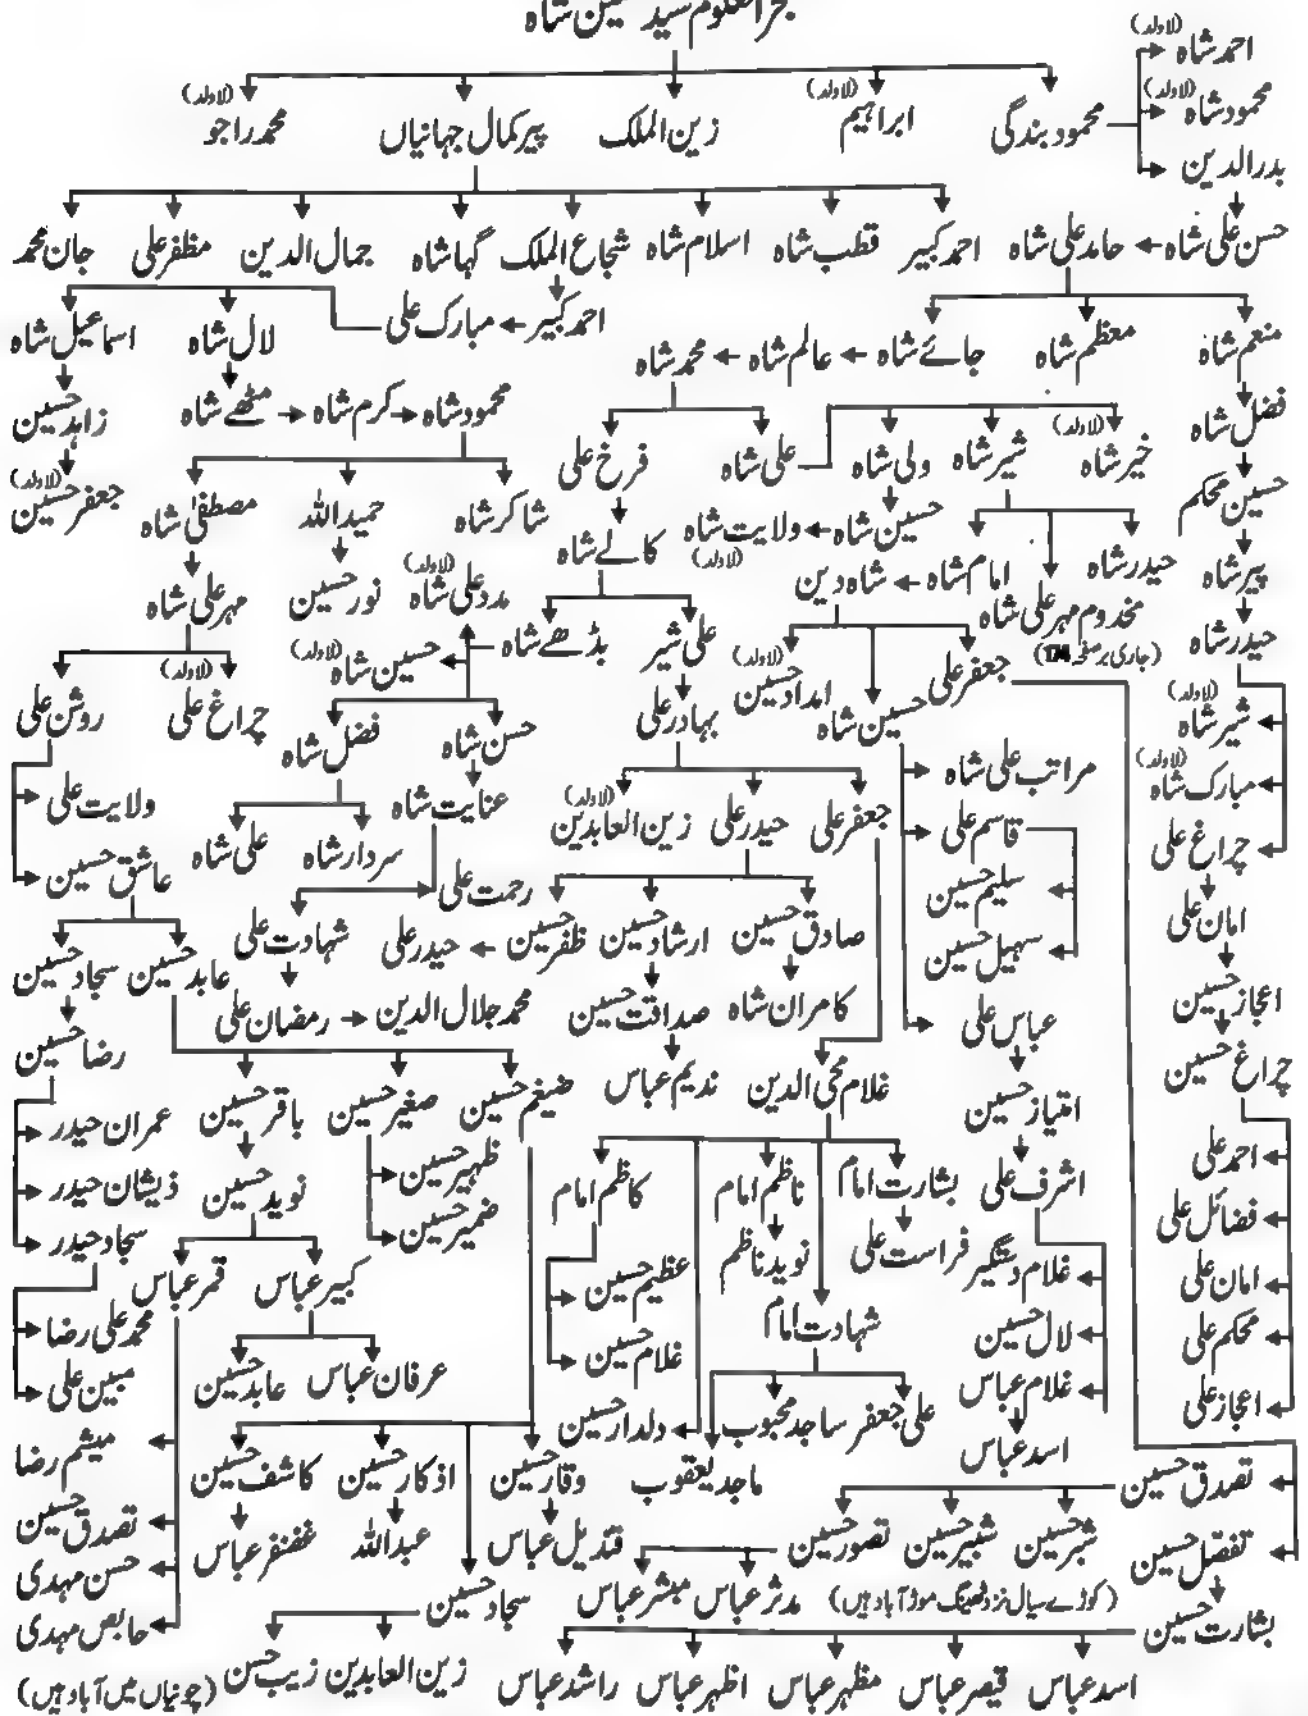 بحر العلوم سید حسین شاہ
احمد شاہ (لاولد)
محمود شاہ (لاولد)
بدر الدین
محمود بندگی
ابراہیم (لاولد)
زین الملک
پیر کمال جہانیاں
محمد راجو (لاولد)
حسن علی شاہ
حامد علی شاہ
احمد کبیر
قطب شاہ
اسلام شاہ
شجاع الملک
گہا شاہ
جمال الدین
مظفر علی
جان محمد
احمد کبیر
مبارک علی
لال شاہ
اسماعیل شاہ
منعم شاہ
معظم شاہ
جائے شاہ
عالم شاہ
محمد شاہ
محمود شاہ
کرم شاہ
مٹھے شاہ
زاہد حسین
فضل شاہ
خیر شاہ (لاولد)
شیر شاہ
ولی شاہ
علی شاہ
فرخ علی
شاکر شاہ
حمید اللہ
مصطفیٰ شاہ
جعفر حسین (لاولد)
حسین محکم
حسین شاہ
ولایت شاہ (لاولد)
کالے شاہ
پیر شاہ
حیدر شاہ
مخدوم مہر علی شاہ
(جاری بر صفحہ 174)
امام شاہ
شاہ دین
مدد علی شاہ (لاولد)
نور حسین
مہر علی شاہ
حیدر شاہ
جعفر علی
حسین شاہ
امداد حسین (لاولد)
علی شیر
بڈھے شاہ
حسین شاہ (لاولد)
چراغ علی (لاولد)
روشن علی
شیر شاہ (لاولد)
مبارک شاہ (لاولد)
چراغ علی
بہادر علی
حسن شاہ
فضل شاہ
مراتب علی شاہ
قاسم علی
سلیم حسین
سہیل حسین
عباس علی
جعفر علی
حیدر علی
زین العابدین (لاولد)
عنایت شاہ
سردار شاہ
علی شاہ
ولایت علی
عاشق حسین
رحمت علی
شہادت علی
امان علی
صادق حسین
ارشاد حسین
ظفر حسین
حیدر علی
عابد حسین
سجاد حسین
اعجاز حسین
کامران شاہ
صداقت حسین
محمد جلال الدین
رمضان علی
رضا حسین
چراغ حسین
امتیاز حسین
غلام محی الدین
ندیم عباس
ضیغم حسین
صغیر حسین
باقر حسین
عمران حیدر
ذیشان حیدر
سجاد حیدر
احمد علی
فضائل علی
امان علی
محکم علی
اعجاز علی
اشرف علی
بشارت امام
ناظم امام
کاظم امام
ظہیر حسین
ضمیر حسین
نوید حسین
غلام دستگیر
لال حسین
غلام عباس
اسد عباس
فراست علی
نوید ناظم
شہادت امام
عظیم حسین
غلام حسین
دلدار حسین
کبیر عباس
قمر عباس
محمد علی رضا
مبین علی
علی جعفر
ساجد محبوب
ماجد یعقوب
عرفان عباس
عابد حسین
میثم رضا
تصدق حسین
حسن مہدی
حابص مہدی
وقار حسین
اذکار حسین
کاشف حسین
تصدق حسین
تفضل حسین
شبر حسین
شبیر حسین
تصور حسین
قندیل عباس
عبداللہ
غضنفر عباس
(کوڑے سیال نزد ٹھینگ موڑ آباد ہیں)
مدثر عباس
مبشر عباس
سجاد حسین
بشارت حسین
اسد عباس
قیصر عباس
مظہر عباس
اظہر عباس
راشد عباس
زین العابدین
زیب حسن
(چونیاں میں آباد ہیں)